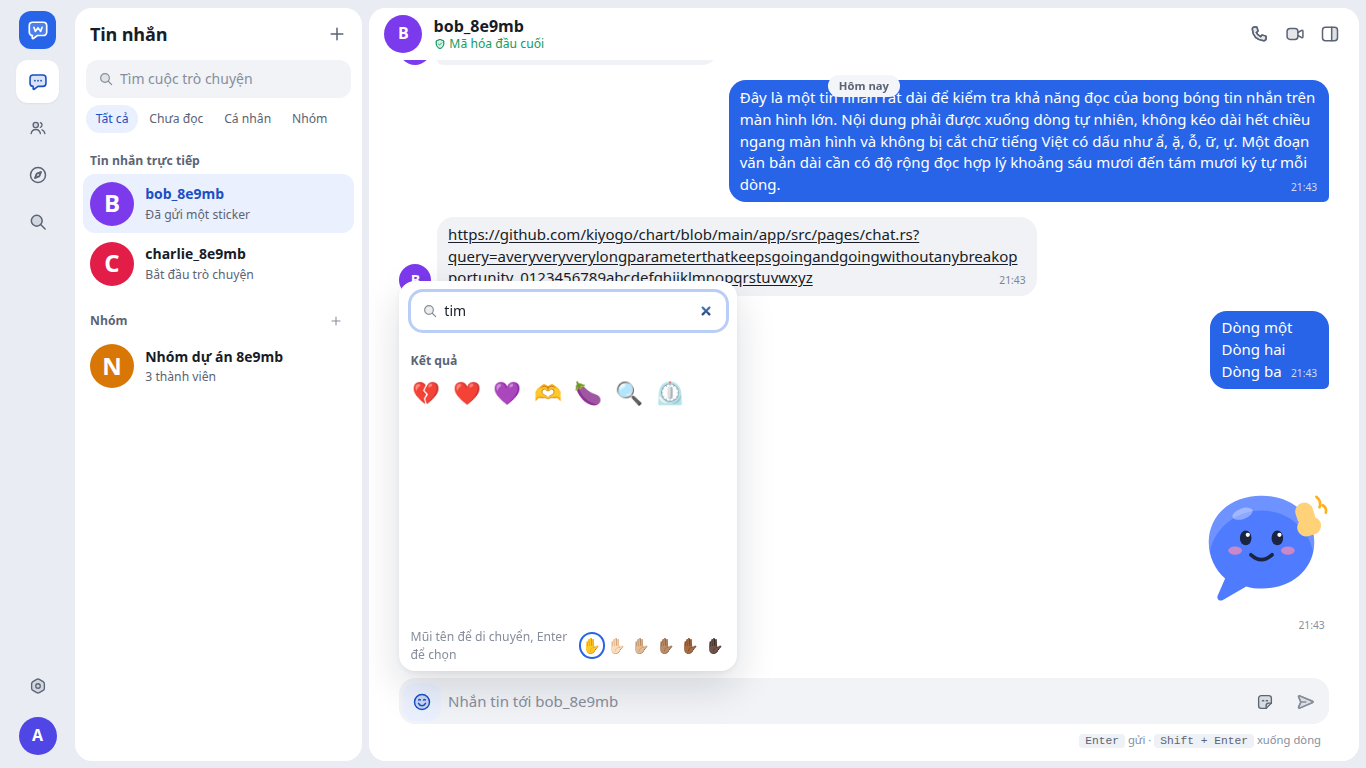 Tin nhắn
Tìm cuộc trò chuyện
Tất cả
Chưa đọc
Cá nhân
Nhóm
Tin nhắn trực tiếp
B
bob_8e9mb
Đã gửi một sticker
C
charlie_8e9mb
Bắt đầu trò chuyện
Nhóm
N
Nhóm dự án 8e9mb
3 thành viên
A
B
bob_8e9mb
Mã hóa đầu cuối
Hôm nay
Đây là một tin nhắn rất dài để kiểm tra khả năng đọc của bong bóng tin nhắn trên
màn hình lớn. Nội dung phải được xuống dòng tự nhiên, không kéo dài hết chiều
ngang màn hình và không bị cắt chữ tiếng Việt có dấu như ẩ, ặ, ỗ, ữ, ự. Một đoạn
văn bản dài cần có độ rộng đọc hợp lý khoảng sáu mươi đến tám mươi ký tự mỗi
dòng.
21:43
https://github.com/kiyogo/chart/blob/main/app/src/pages/chat.rs?
query=averyveryverylongparameterthatkeepsgoingandgoingwithoutanybreakop
portunity_0123456789abcdefghijklmnopqrstuvwxyz
21:43
B
Dòng một
Dòng hai
Dòng ba
21:43
21:43
tim
Kết quả
Mũi tên để di chuyển, Enter
để chọn
Nhắn tin tới bob_8e9mb
Enter gửi · Shift + Enter xuống dòng